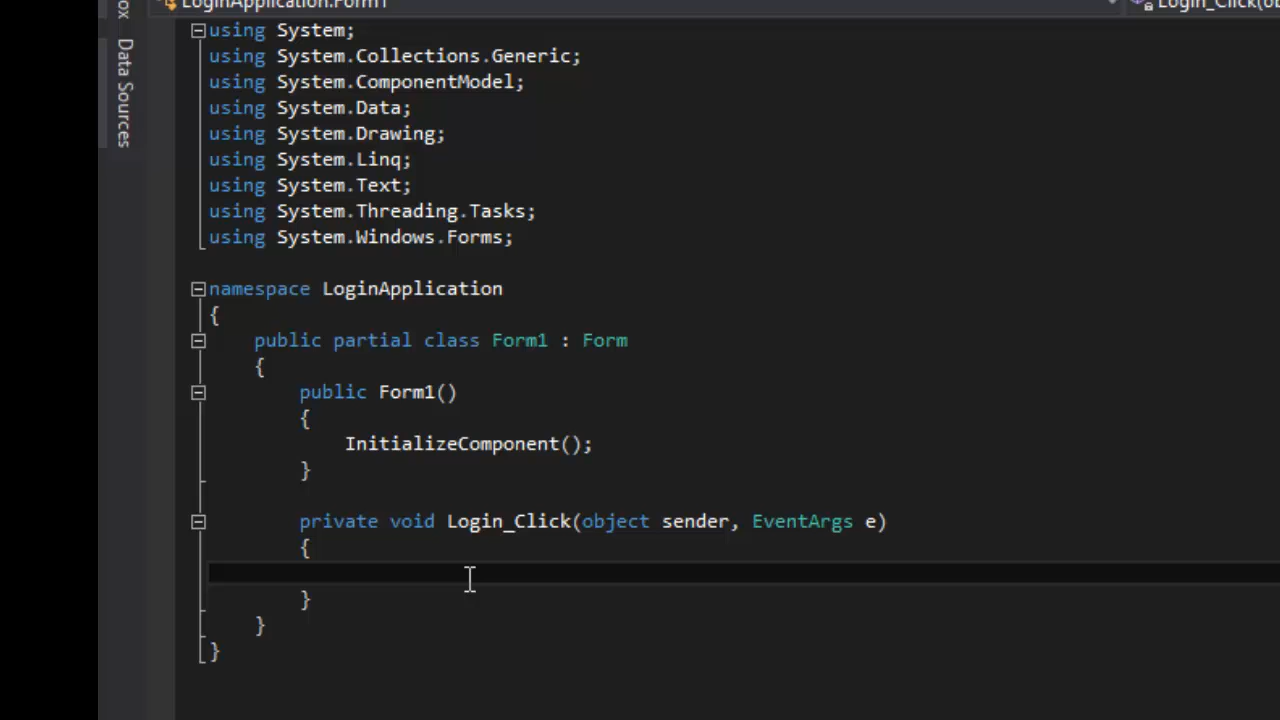 LoginApplication.Form1
Login_Click(ob
ox
Data Sources
using System;
using System.Collections.Generic;
using System.ComponentModel;
using System.Data;
using System.Drawing;
using System.Linq;
using System.Text;
using System.Threading.Tasks;
using System.Windows.Forms;
namespace LoginApplication
{
public partial class Form1 : Form
{
public Form1()
{
InitializeComponent();
}
private void Login_Click(object sender, EventArgs e)
{
}
}
}